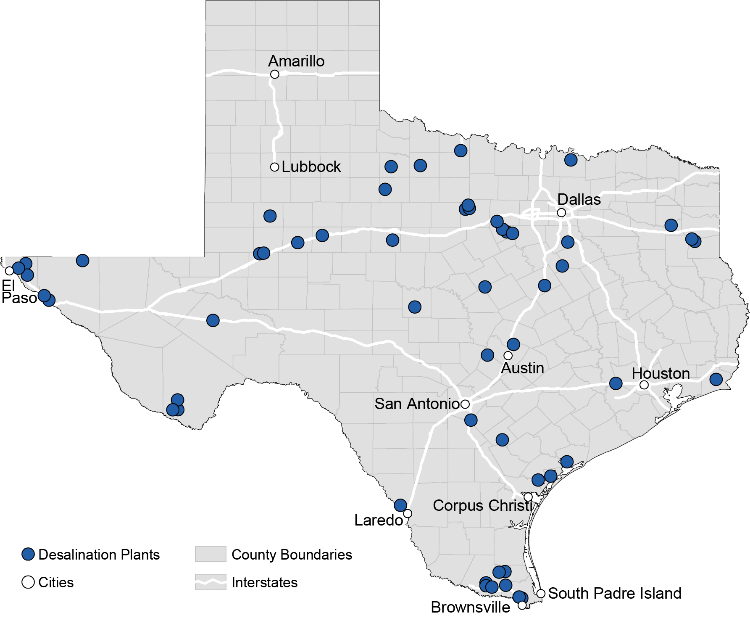 Amarillo
Lubbock
Dallas
El
Paso
Austin
Houston
San Antonio
Corpus Christi
Laredo
Desalination Plants
County Boundaries
Cities
Interstates
South Padre Island
Brownsville